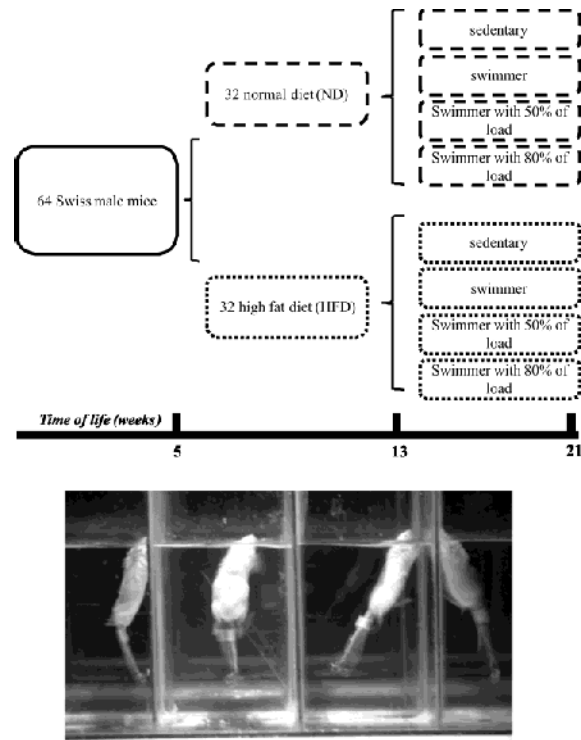 64 Swiss male mice
32 normal diet (ND)
sedentary
swimmer
Swimmer with 50% of
load
Swimmer with 80% of
load
32 high fat diet (HFD)
sedentary
swimmer
Swimmer with 50% of
load
Swimmer with 80% of
load
Time of life (weeks)
5
13
21